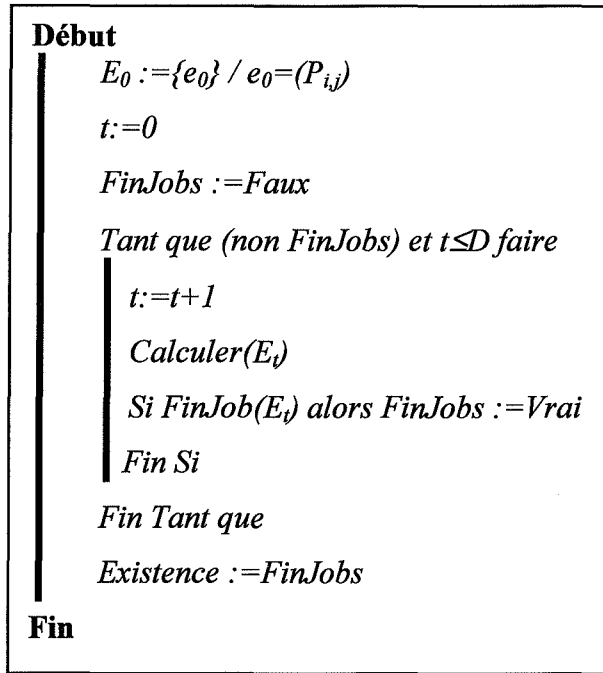 Début
E₀ :={e₀} / e₀=(Pᵢ,ⱼ)
t:=0
FinJobs :=Faux
Tant que (non FinJobs) et t≤D faire
t:=t+1
Calculer(Eₜ)
Si FinJob(Eₜ) alors FinJobs :=Vrai
Fin Si
Fin Tant que
Existence :=FinJobs
Fin